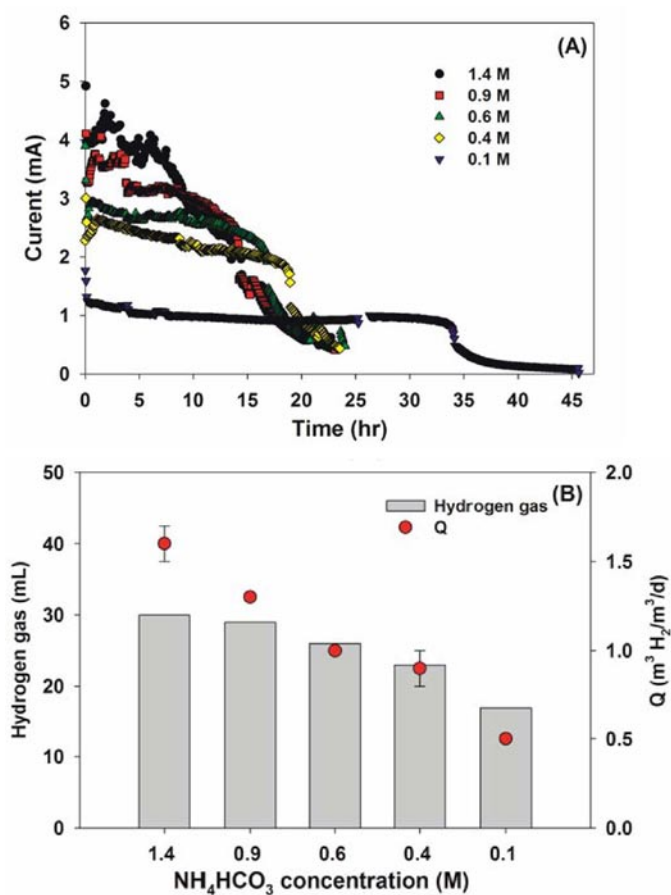 (A)
6
5
4
3
2
1
0
Curent (mA)
1.4 M
0.9 M
0.6 M
0.4 M
0.1 M
0 5 10 15 20 25 30 35 40 45
Time (hr)
(B)
50
40
30
20
10
0
Hydrogen gas (mL)
Hydrogen gas
Q
2.0
1.5
1.0
0.5
0.0
Q (m³ H₂/m³/d)
1.4 0.9 0.6 0.4 0.1
NH₄HCO₃ concentration (M)